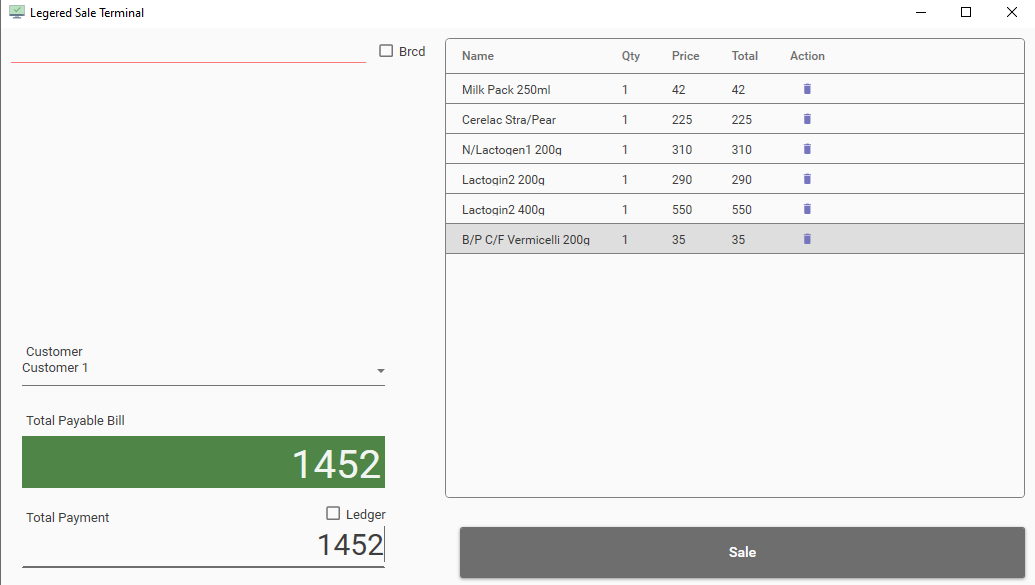 Legered Sale Terminal
Brcd
Name Qty Price Total Action
Milk Pack 250ml 1 42 42
Cerelac Stra/Pear 1 225 225
N/Lactogen1 200g 1 310 310
Lactogin2 200g 1 290 290
Lactogin2 400g 1 550 550
B/P C/F Vermicelli 200g 1 35 35
Customer
Customer 1
Total Payable Bill
1452
Total Payment
Ledger
1452
Sale